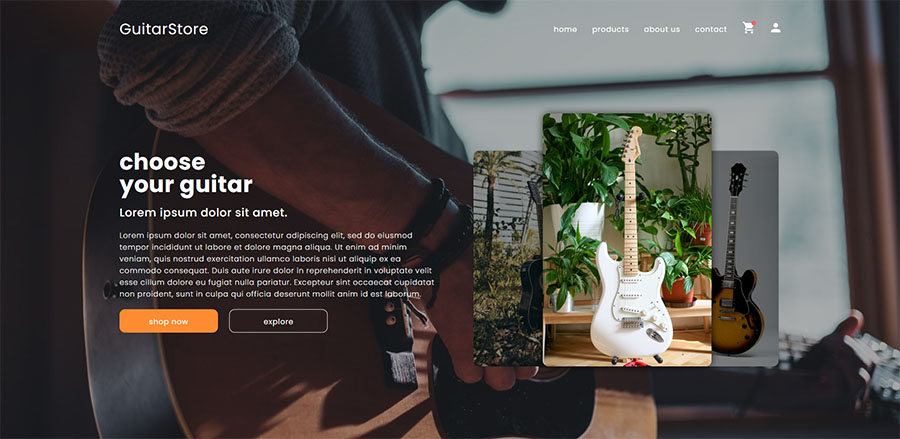 GuitarStore
home products about us contact
choose
your guitar
Lorem ipsum dolor sit amet.
Lorem ipsum dolor sit amet, consectetur adipiscing elit, sed do eiusmod
tempor incididunt ut labore et dolore magna aliqua. Ut enim ad minim
veniam, quis nostrud exercitation ullamco laboris nisi ut aliquip ex ea
commodo consequat. Duis aute irure dolor in reprehenderit in voluptate velit
esse cillum dolore eu fugiat nulla pariatur. Excepteur sint occaecat cupidatat
non proident, sunt in culpa qui officia deserunt mollit anim id est laborum.
shop now explore